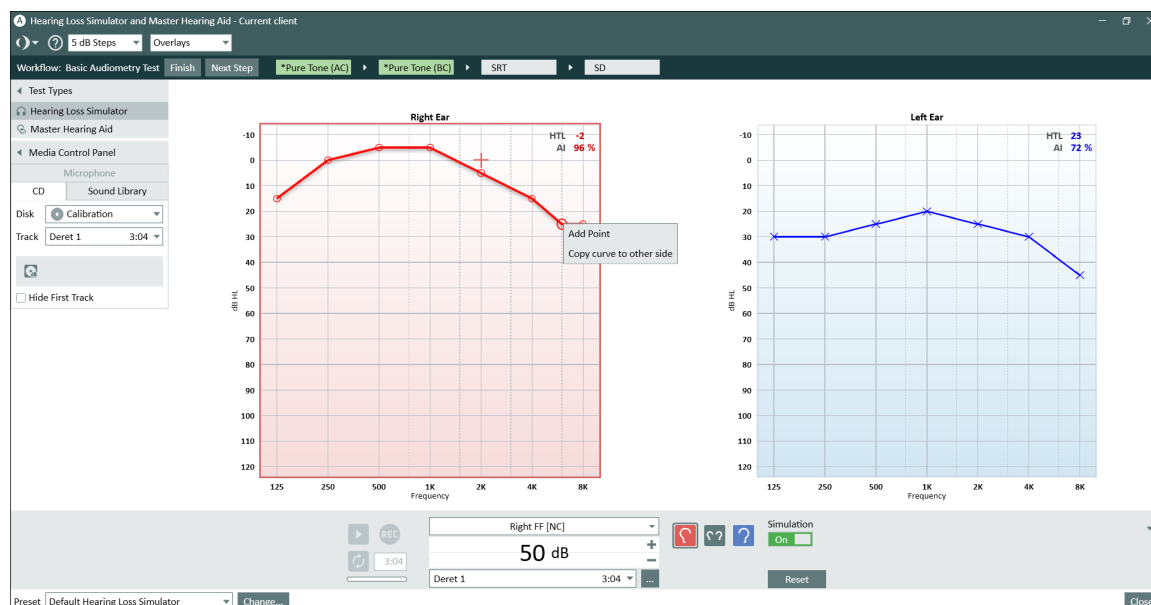 Hearing Loss Simulator and Master Hearing Aid - Current client
5 dB Steps Overlays
Workflow: Basic Audiometry Test Finish Next Step *Pure Tone (AC) *Pure Tone (BC) SRT SD
Test Types
Hearing Loss Simulator
Master Hearing Aid
Media Control Panel
Microphone
CD Sound Library
Disk Calibration
Track Deret 1 3:04
Hide First Track
Right Ear
HTL -2
AI 96 %
-10
0
10
20
30
40
50
60
70
80
90
100
110
120
dB HL
125 250 500 1K 2K 4K 8K
Frequency
Add Point
Copy curve to other side
Left Ear
HTL 23
AI 72 %
-10
0
10
20
30
40
50
60
70
80
90
100
110
120
dB HL
125 250 500 1K 2K 4K 8K
Frequency
REC
3:04
Right FF [NC]
50 dB
Deret 1 3:04 ...
Simulation
On
Reset
Preset Default Hearing Loss Simulator Change... Close